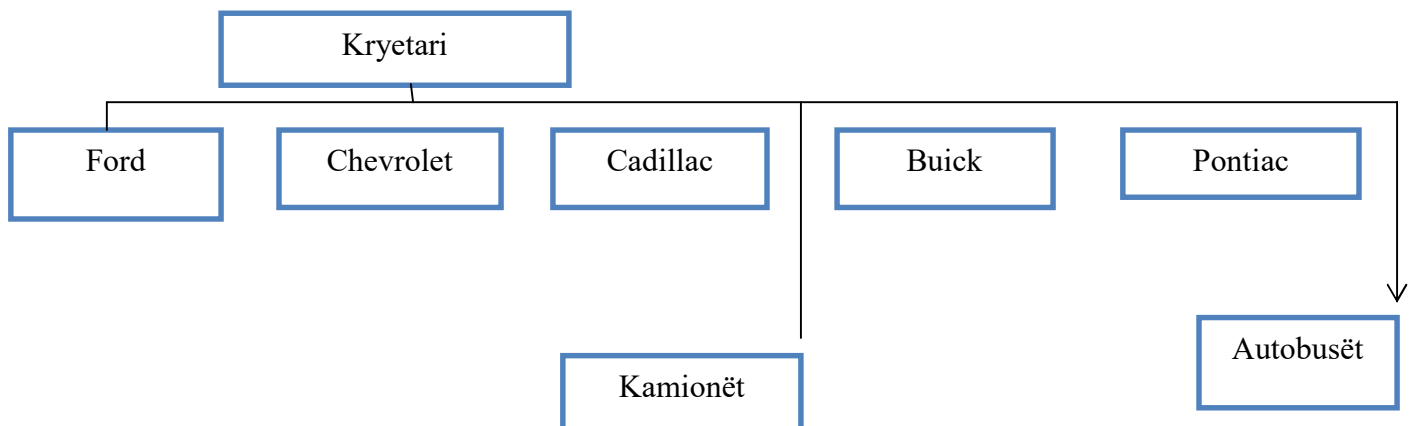 Kryetari
Ford
Chevrolet
Cadillac
Buick
Pontiac
Autobusët
Kamionët